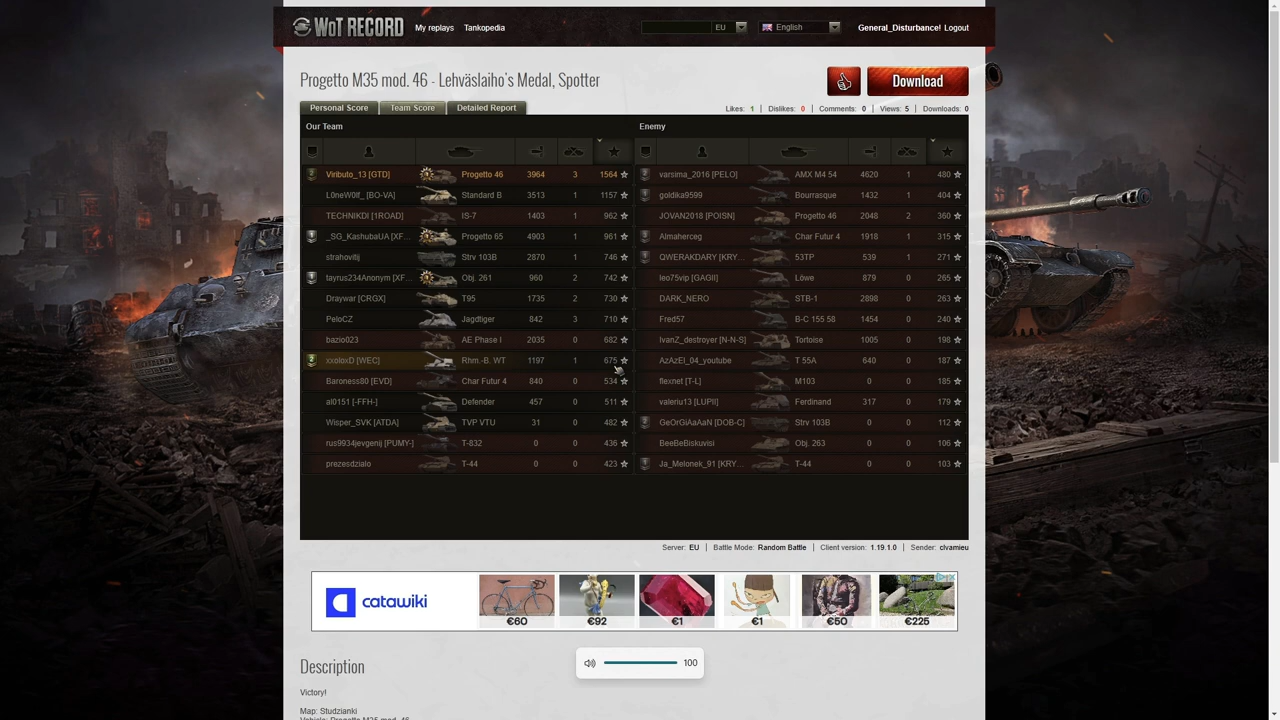 WoT RECORD My replays Tankopedia EU English General_Disturbance! Logout
Progetto M35 mod. 46 - Lehväslaiho's Medal, Spotter Download
Personal Score Team Score Detailed Report Likes: 1 | Dislikes: 0 | Comments: 0 | Views: 5 | Downloads: 0
Our Team Enemy
Viributo_13 [GTD] Progetto 46 3964 3 1564 varsima_2016 [PELO] AMX M4 54 4620 1 480
L0neW0lf_ [BO-VA] Standard B 3513 1 1157 goldika9599 Bourrasque 1432 1 404
TECHNIKDI [1ROAD] IS-7 1403 1 962 JOVAN2018 [POISN] Progetto 46 2048 2 360
_SG_KashubaUA [XF... Progetto 65 4903 1 961 Almaherceg Char Futur 4 1918 1 315
strahovitij Strv 103B 2870 1 746 QWERAKDARY [KRY... 53TP 539 1 271
tayrus234Anonym [XF... Obj. 261 960 2 742 leo75vip [GAGII] Löwe 879 0 265
Draywar [CRGX] T95 1735 2 730 DARK_NERO STB-1 2898 0 263
PeloCZ Jagdtiger 842 3 710 Fred57 B-C 155 58 1454 0 240
bazio023 AE Phase I 2035 0 682 IvanZ_destroyer [N-N-S] Tortoise 1005 0 198
xxoloxD [WEC] Rhm.-B. WT 1197 1 675 AzAzEl_04_youtube T 55A 640 0 187
Baroness80 [EVD] Char Futur 4 840 0 534 flexnet [T-L] M103 0 0 185
al0151 [-FFH-] Defender 457 0 511 valeriu13 [LUPII] Ferdinand 317 0 179
Wisper_SVK [ATDA] TVP VTU 31 0 482 GeOrGiAaAaN [DOB-C] Strv 103B 0 0 112
rus9934jevgenij [PUMY-] T-832 0 0 436 BeeBeBiskuvisi Obj. 263 0 0 106
prezesdzialo T-44 0 0 423 Ja_Melonek_91 [KRY... T-44 0 0 103
Server: EU | Battle Mode: Random Battle | Client version: 1.19.1.0 | Sender: clvamieu
catawiki €60 €92 €1 €1 €50 €225
Description 100
Victory!
Map: Studzianki
Vehicle: Progetto M35 mod. 46